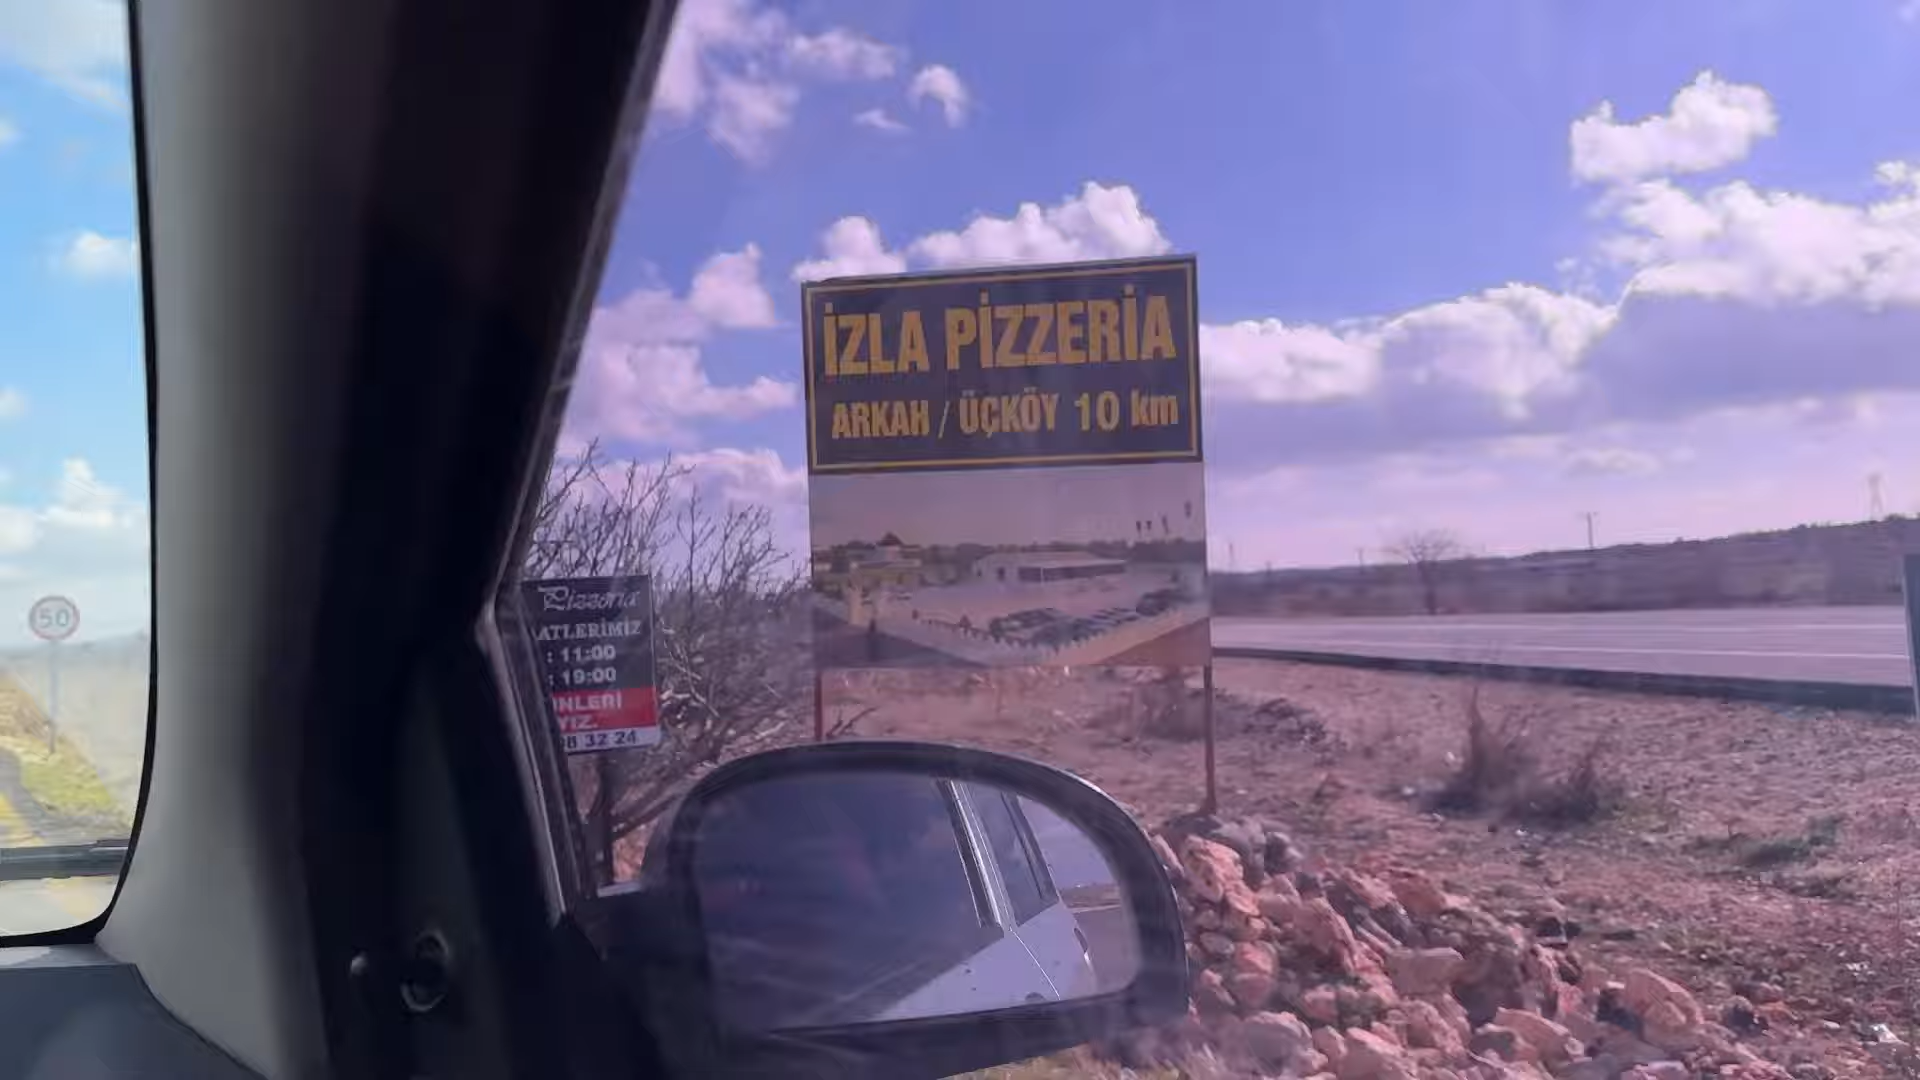 50
İZLA PİZZERİA
ARKAH / ÜÇKÖY 10 km
Pizzeria
ATLERİMİZ
: 11:00
: 19:00
NLERİ
YIZ.
8 32 24